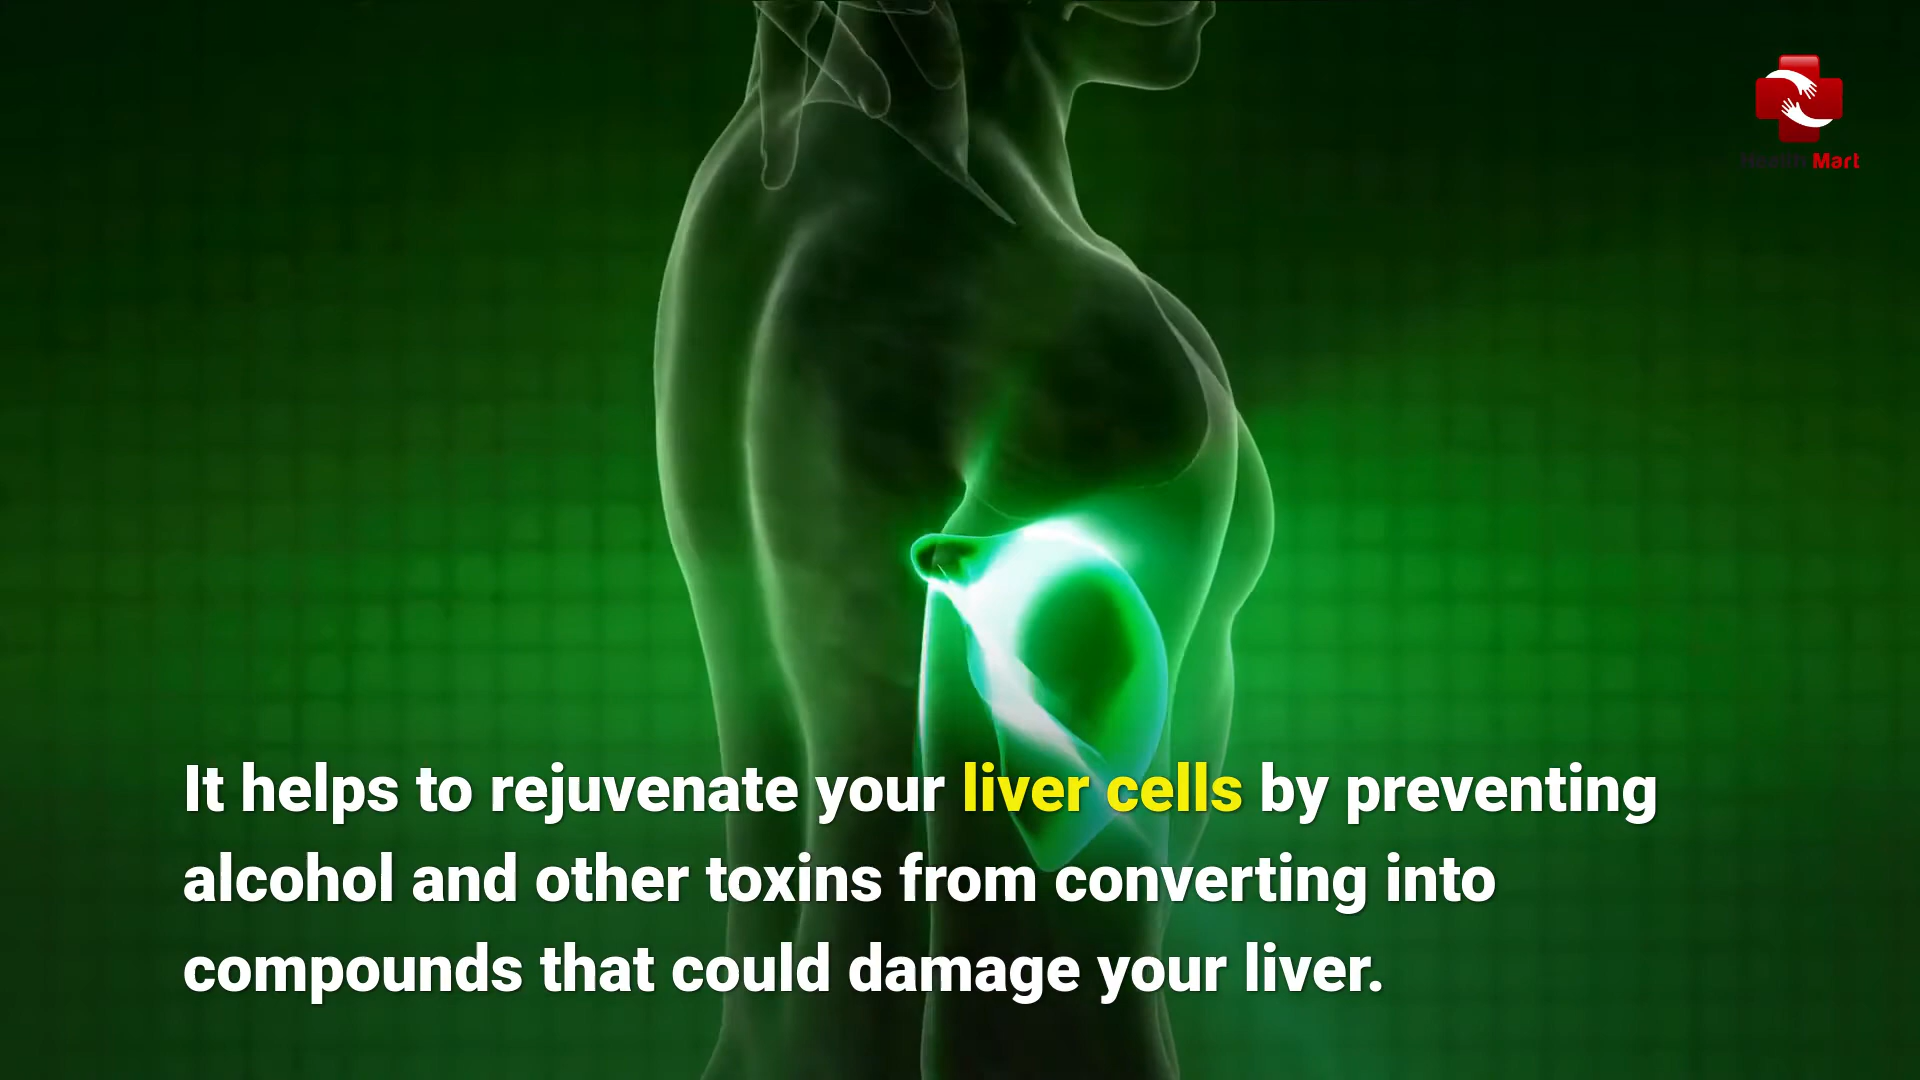 Health Mart
It helps to rejuvenate your liver cells by preventing
alcohol and other toxins from converting into
compounds that could damage your liver.